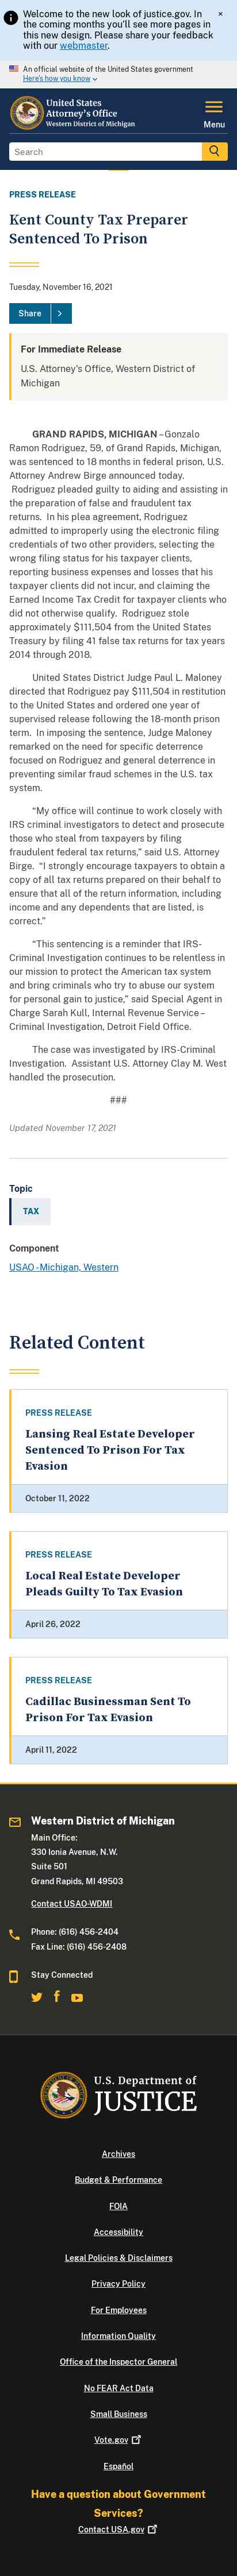 Welcome to the new look of justice.gov. In
the coming months you'll see more pages in
this new design. Please share your feedback
with our webmaster.
×
An official website of the United States government
Here's how you know
United States
Attorney's Office
Western District of Michigan
Menu
Search
PRESS RELEASE
Kent County Tax Preparer
Sentenced To Prison
Tuesday, November 16, 2021
Share
For Immediate Release
U.S. Attorney's Office, Western District of
Michigan
GRAND RAPIDS, MICHIGAN – Gonzalo
Ramon Rodriguez, 59, of Grand Rapids, Michigan,
was sentenced to 18 months in federal prison, U.S.
Attorney Andrew Birge announced today.
Rodriguez pleaded guilty to aiding and assisting in
the preparation of false and fraudulent tax
returns. In his plea agreement, Rodriguez
admitted to improperly using the electronic filing
credentials of two other providers, selecting the
wrong filing status for his clients, claiming that his
taxpayer clients had dependents knowing that his
taxpayer clients did not in fact, and claiming the
Earned Income Tax Credit for taxpayer clients who
did not otherwise qualify. Rodriguez stole
approximately $111,504 from the United States
Treasury by filing 41 false tax returns for tax years
2014 through 2016.
United States District Judge Paul L. Maloney
directed that Rodriguez pay $111,504 in restitution
to the United States and ordered one year of
supervised release following the 18-month prison
term. In imposing the sentence, Judge Maloney
remarked on the need for specific deterrence
focused on Rodriguez and general deterrence in
preventing similar fraud schemes in the U.S. tax
system.
“My office will continue to work closely with
IRS criminal investigators to detect and prosecute
those who abuse the tax system by filing
fraudulent federal tax returns,” said U.S. Attorney
Birge. “I strongly encourage taxpayers to obtain a
copy of all tax returns prepared on their behalf to
ensure that all of the return information, including
income and any dependents that are listed, is
correct.”
“This sentencing is a reminder that IRS-
Criminal Investigation continues to be resolute in
our mission to protect the American tax system
and anyone who chooses to abuse our tax system
for personal gain to justice,” said Special Agent in
Charge Sarah Kull, Internal Revenue Service –
Criminal Investigation, Detroit Field Office.
The case was investigated by IRS-Criminal
Investigation. Assistant U.S. Attorney Clay M. West
handled the prosecution.
###
Updated November 17, 2021
Topic
TAX
Component
USAO - Michigan, Western
Related Content
PRESS RELEASE
Lansing Real Estate Developer
Sentenced To Prison For Tax
Evasion
October 11, 2022
PRESS RELEASE
Local Real Estate Developer
Pleads Guilty To Tax Evasion
April 26, 2022
PRESS RELEASE
Cadillac Businessman Sent To
Prison For Tax Evasion
April 11, 2022
Western District of Michigan
Main Office:
330 Ionia Avenue, N.W.
Suite 501
Grand Rapids, MI 49503
Contact USAO-WDMI
Phone: (616) 456-2404
Fax Line: (616) 456-2408
Stay Connected
U.S. Department of
JUSTICE
Archives
Budget & Performance
FOIA
Accessibility
Legal Policies & Disclaimers
Privacy Policy
For Employees
Information Quality
Office of the Inspector General
No FEAR Act Data
Small Business
Vote.gov
Español
Have a question about Government
Services?
Contact USA.gov